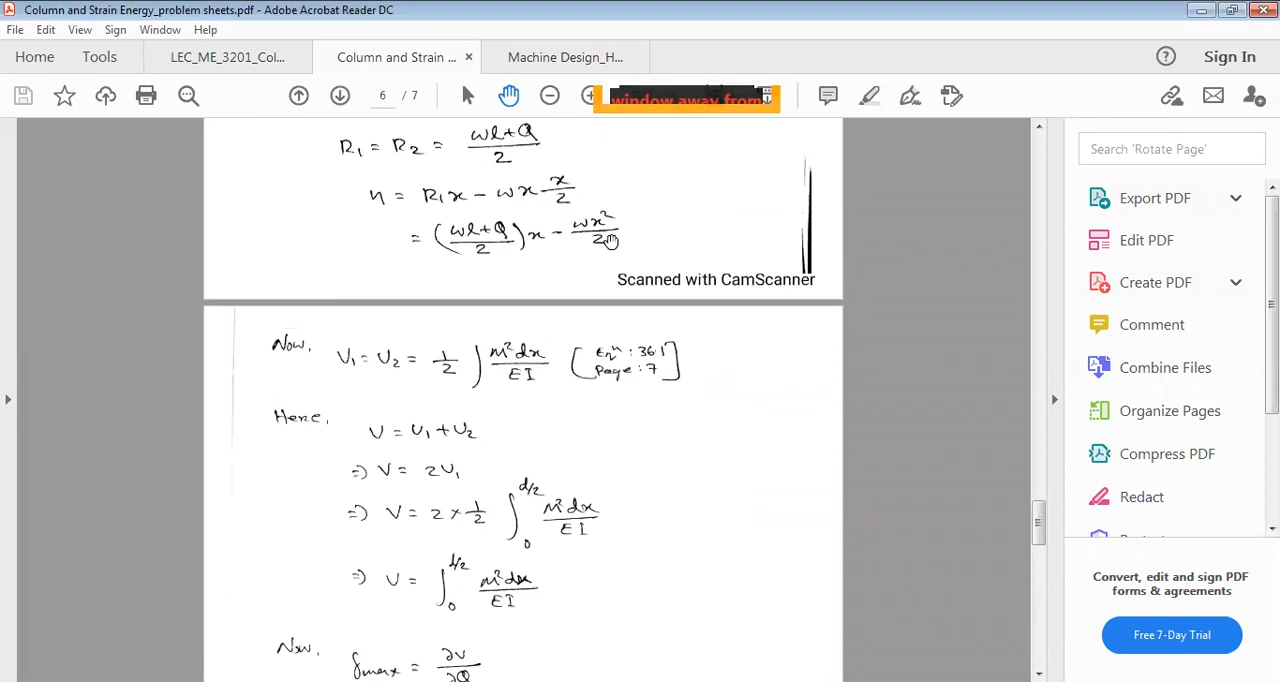 Column and Strain Energy_problem sheets.pdf - Adobe Acrobat Reader DC
File Edit View Sign Window Help
Home Tools LEC_ME_3201_Col... Column and Strain ... × Machine Design_H... Sign In
6 / 7 window away from
R₁ = R₂ = (wl+Q)/2
M = R₁x - wx x/2
= ((wl+Q)/2)x - wx²/2
Scanned with CamScanner
Now, U₁ = U₂ = 1/2 ∫ M²dx/EI [Eqⁿ: 36.1
Page: 7]
Here, U = U₁ + U₂
⇒ U = 2U₁
⇒ U = 2 × 1/2 ∫₀^(l/2) M²dx/EI
⇒ U = ∫₀^(l/2) M²dx/EI
Now, δmax = ∂U/∂Q
Search 'Rotate Page'
Export PDF
Edit PDF
Create PDF
Comment
Combine Files
Organize Pages
Compress PDF
Redact
Convert, edit and sign PDF
forms & agreements
Free 7-Day Trial